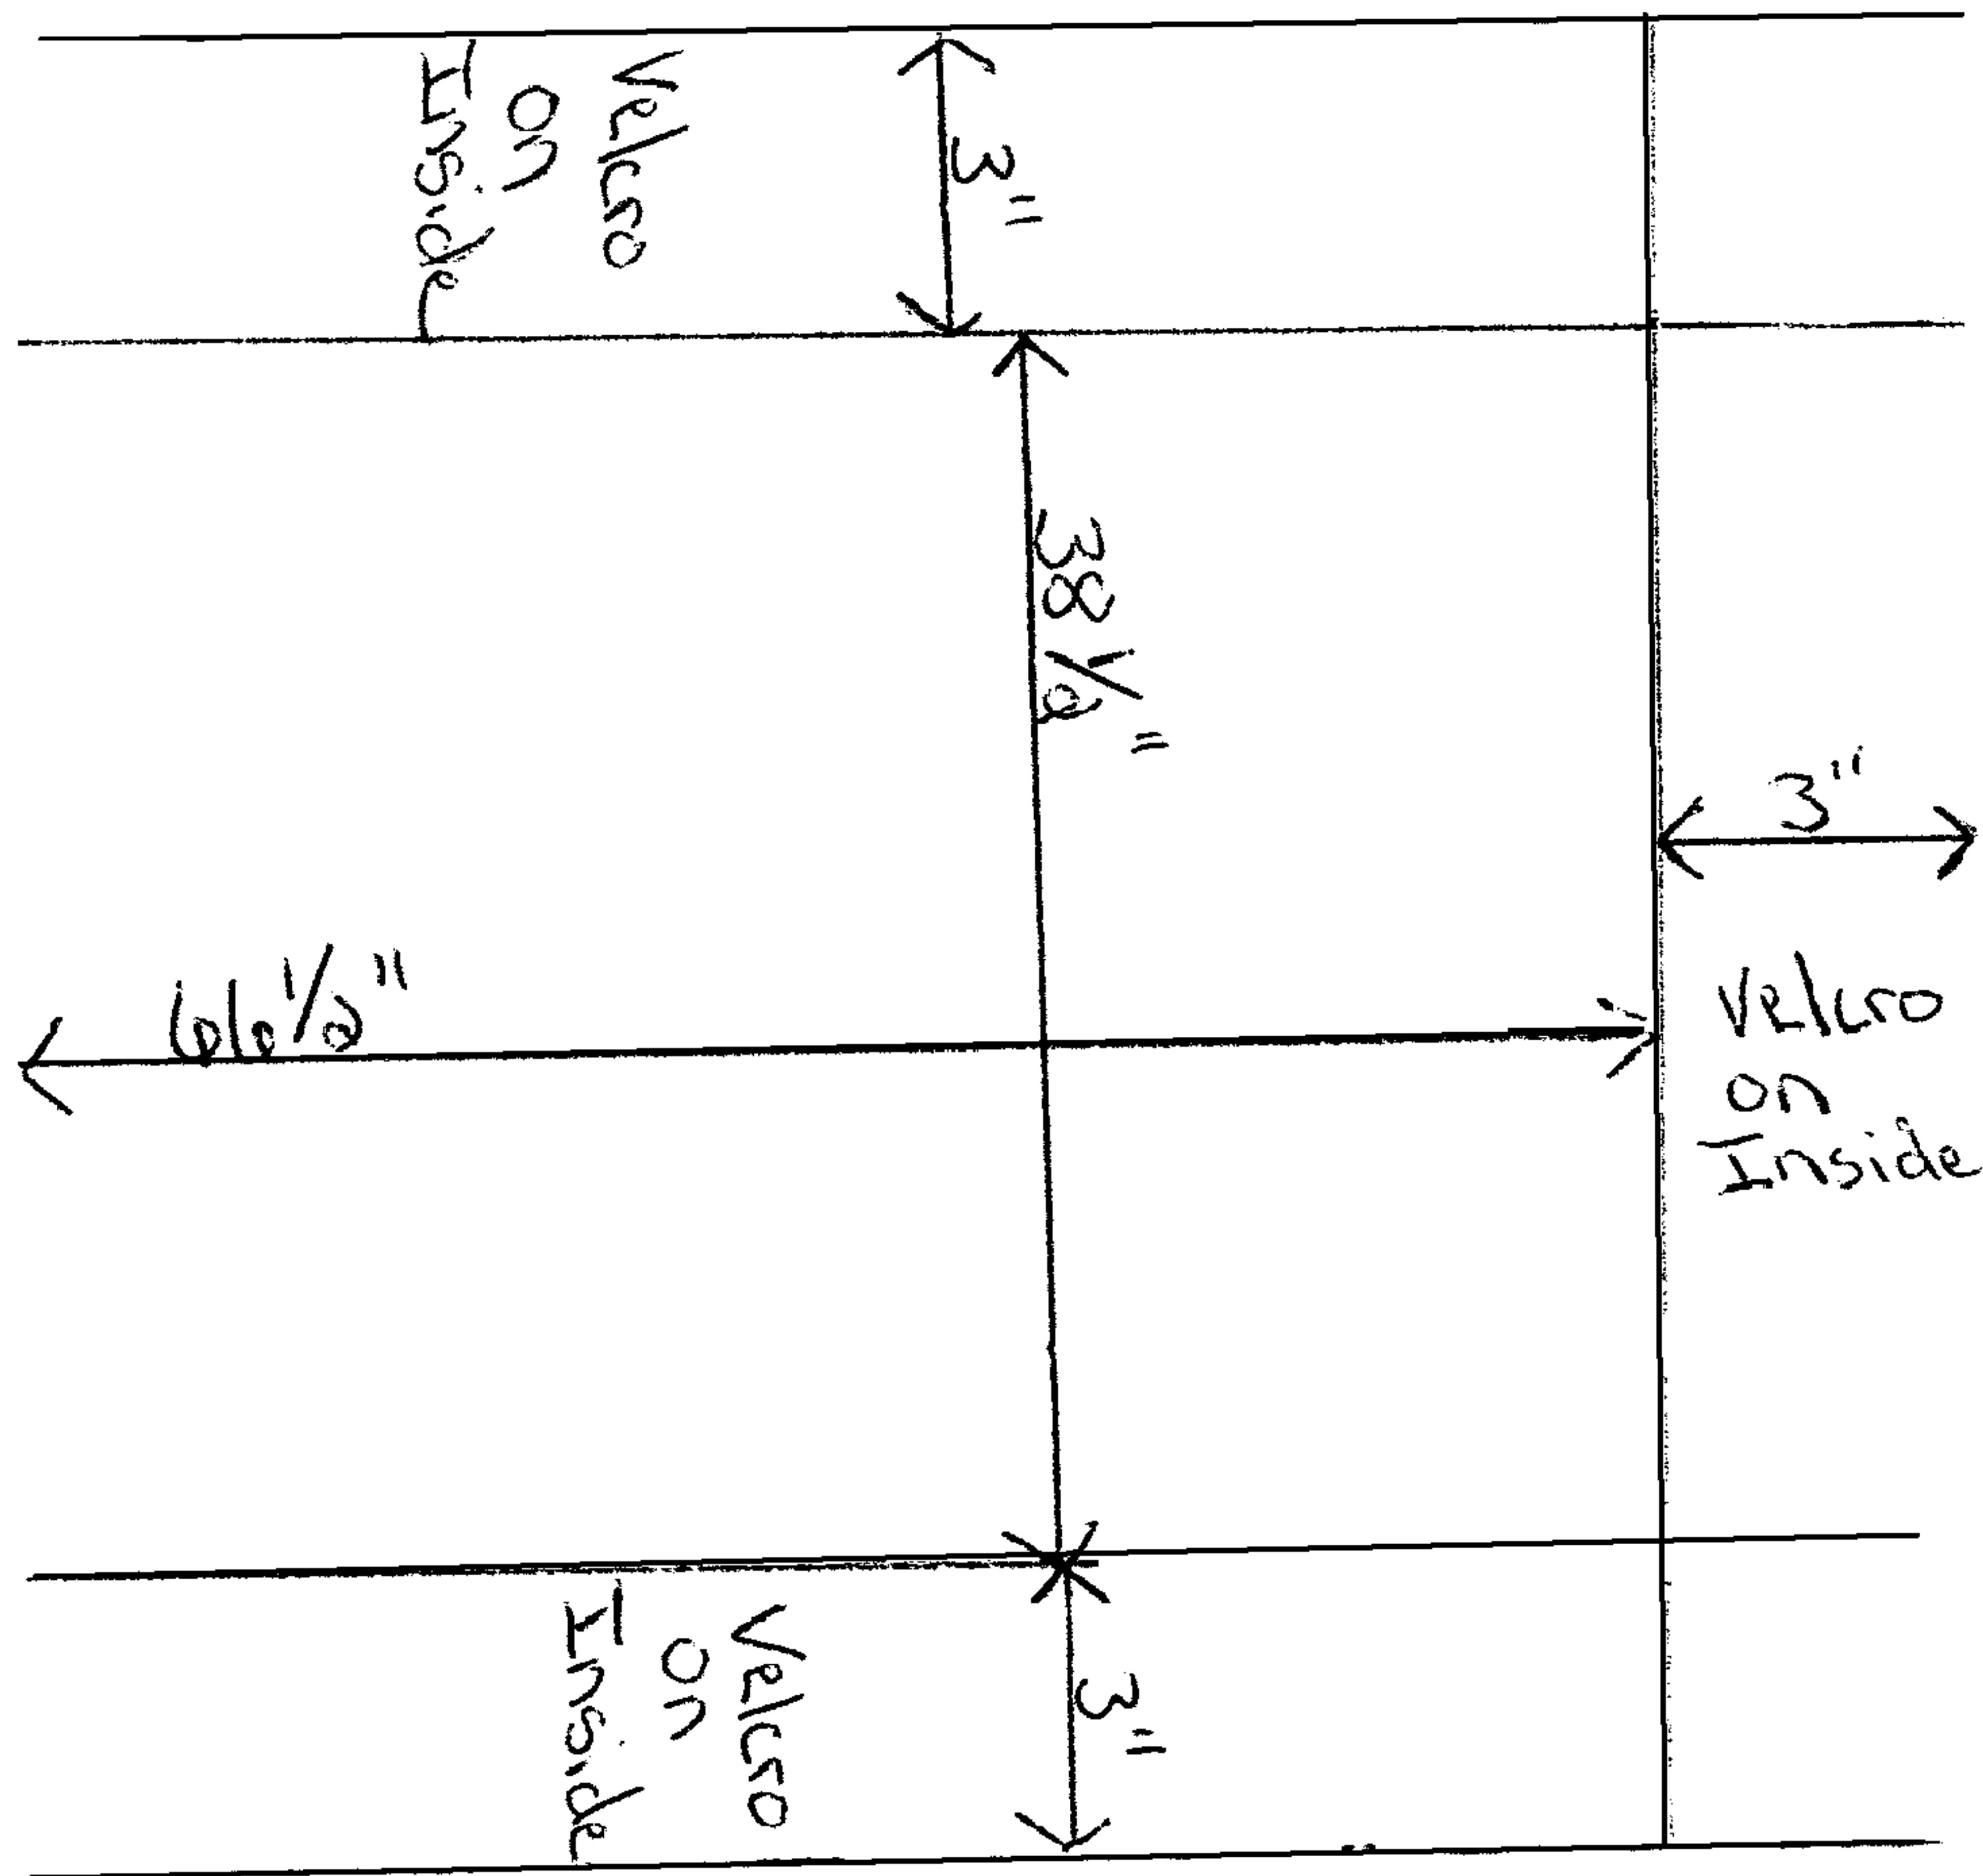 Velcro
on
Inside
3"
38 1/2"
3"
66 1/2"
Velcro
on
Inside
Velcro
on
Inside
3"